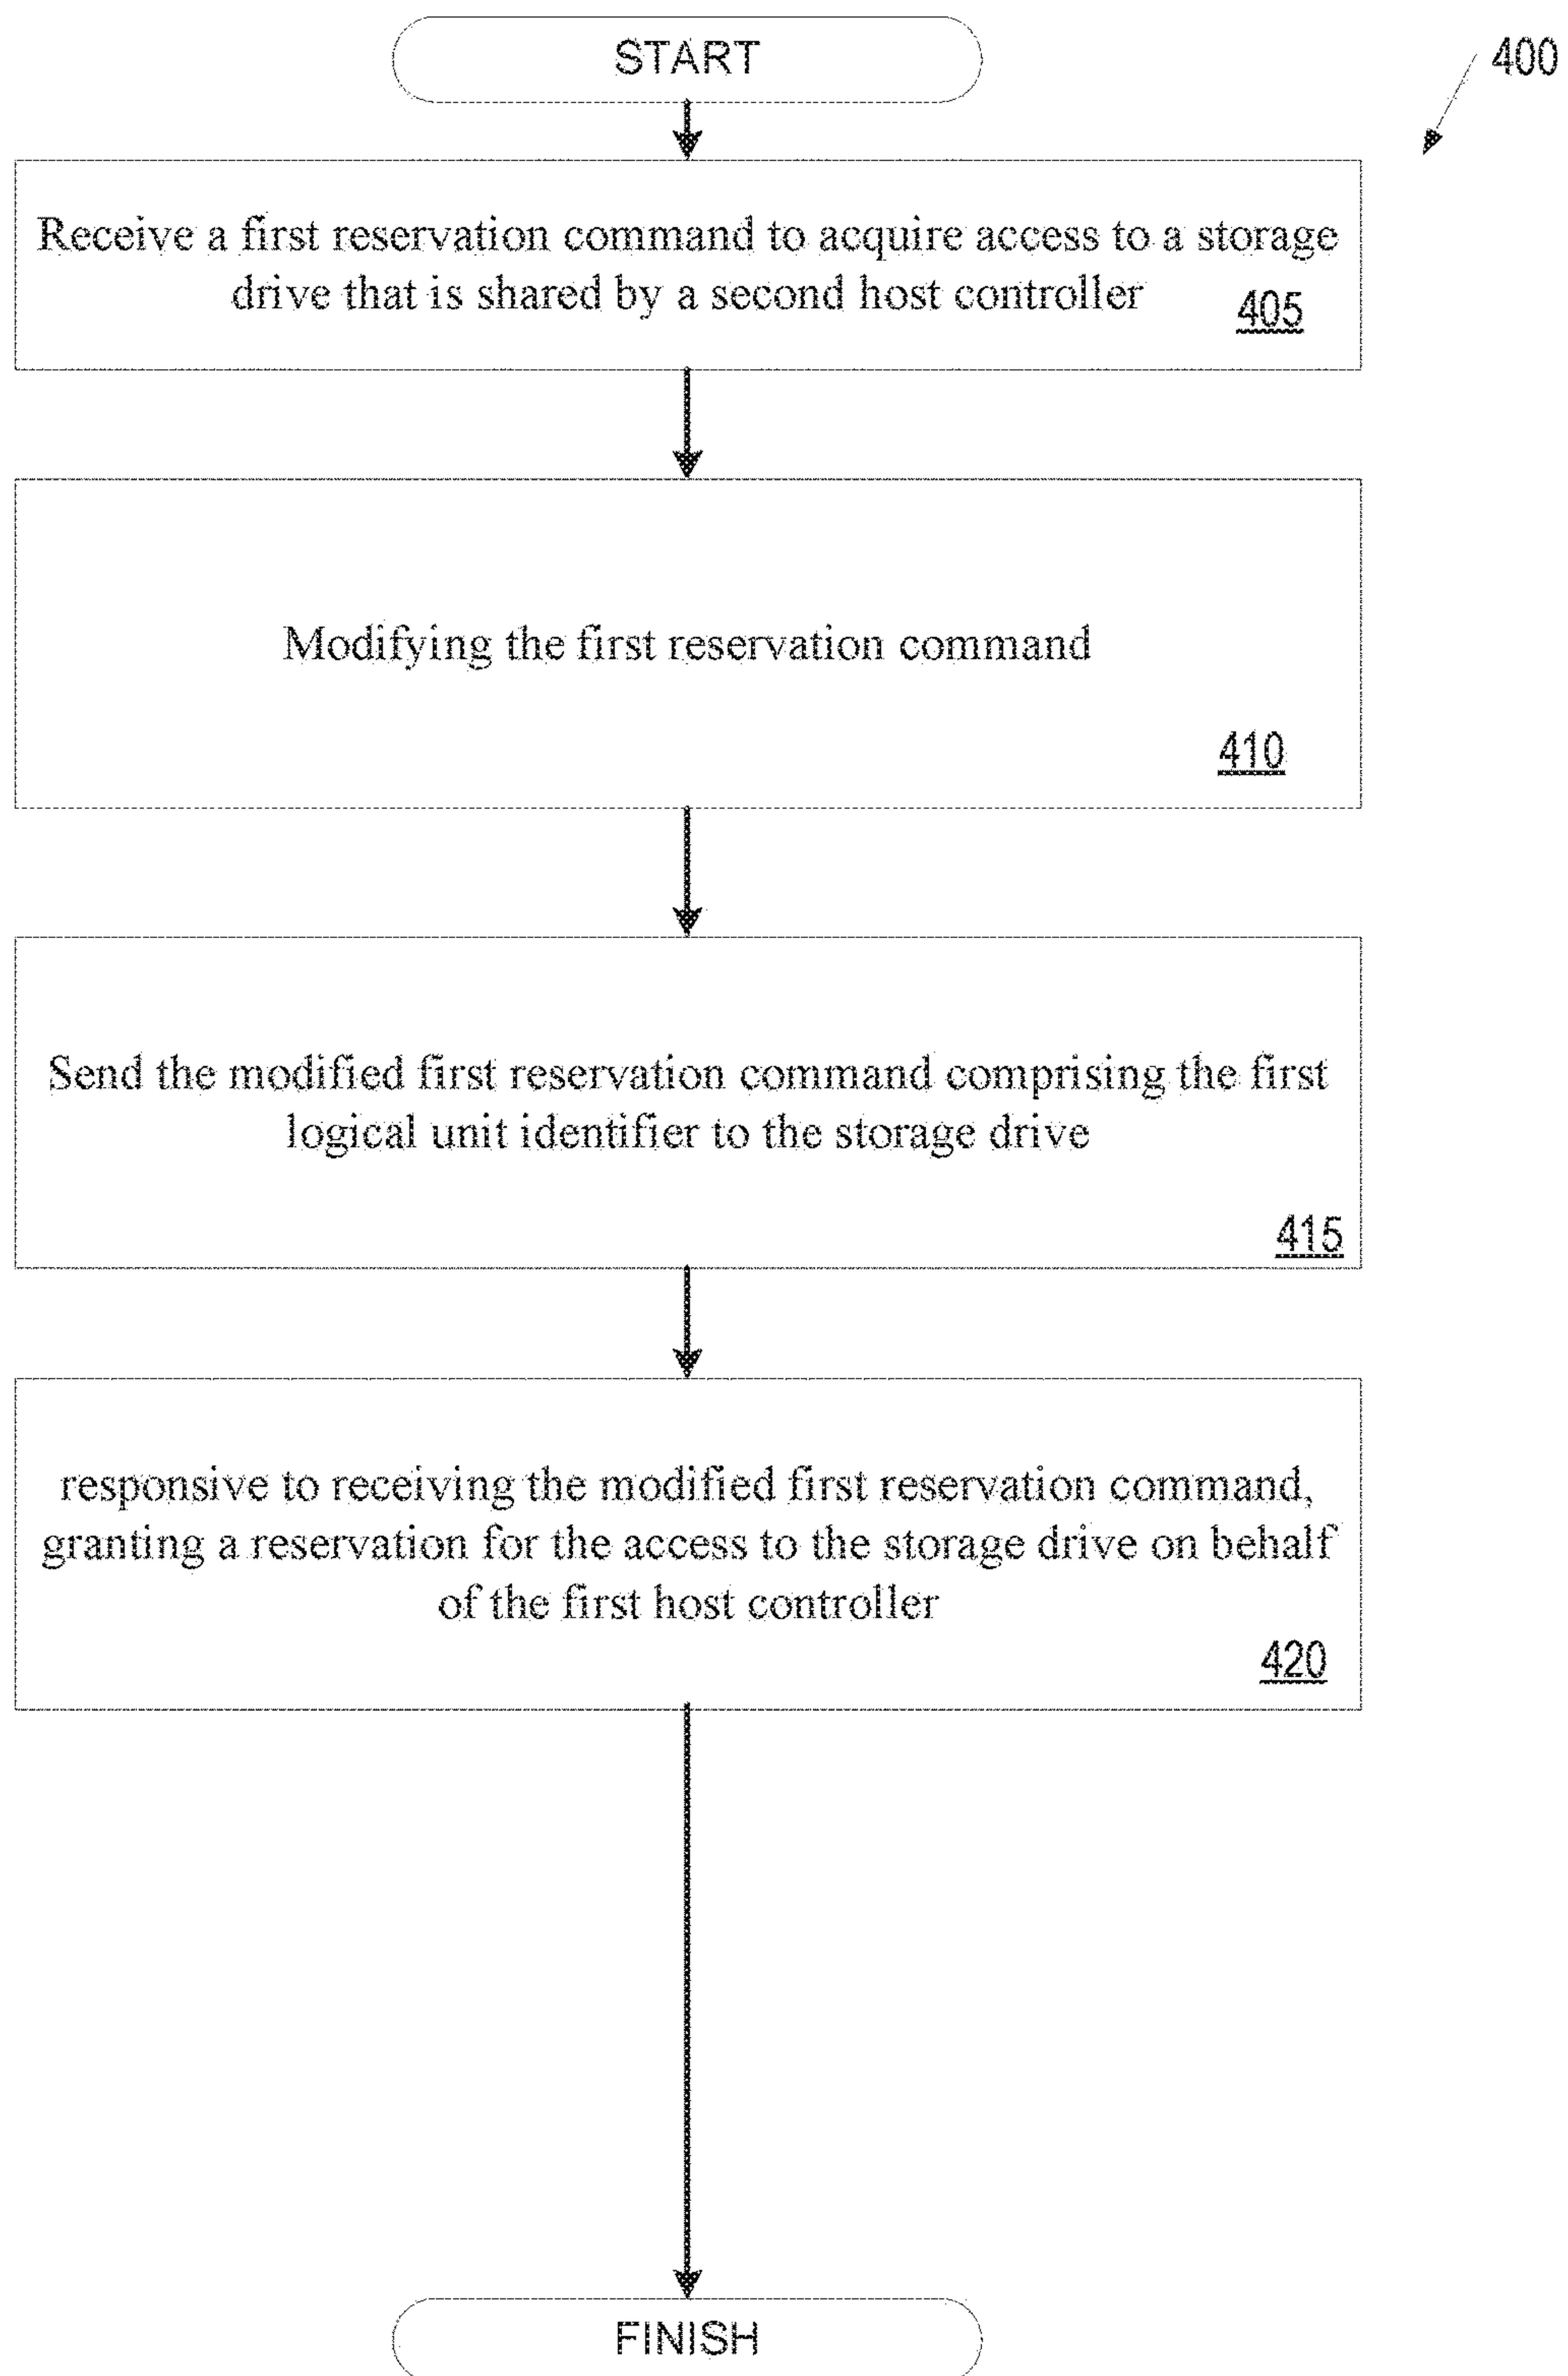 START
400
Receive a first reservation command to acquire access to a storage
drive that is shared by a second host controller
405
Modifying the first reservation command
410
Send the modified first reservation command comprising the first
logical unit identifier to the storage drive
415
responsive to receiving the modified first reservation command,
granting a reservation for the access to the storage drive on behalf
of the first host controller
420
FINISH